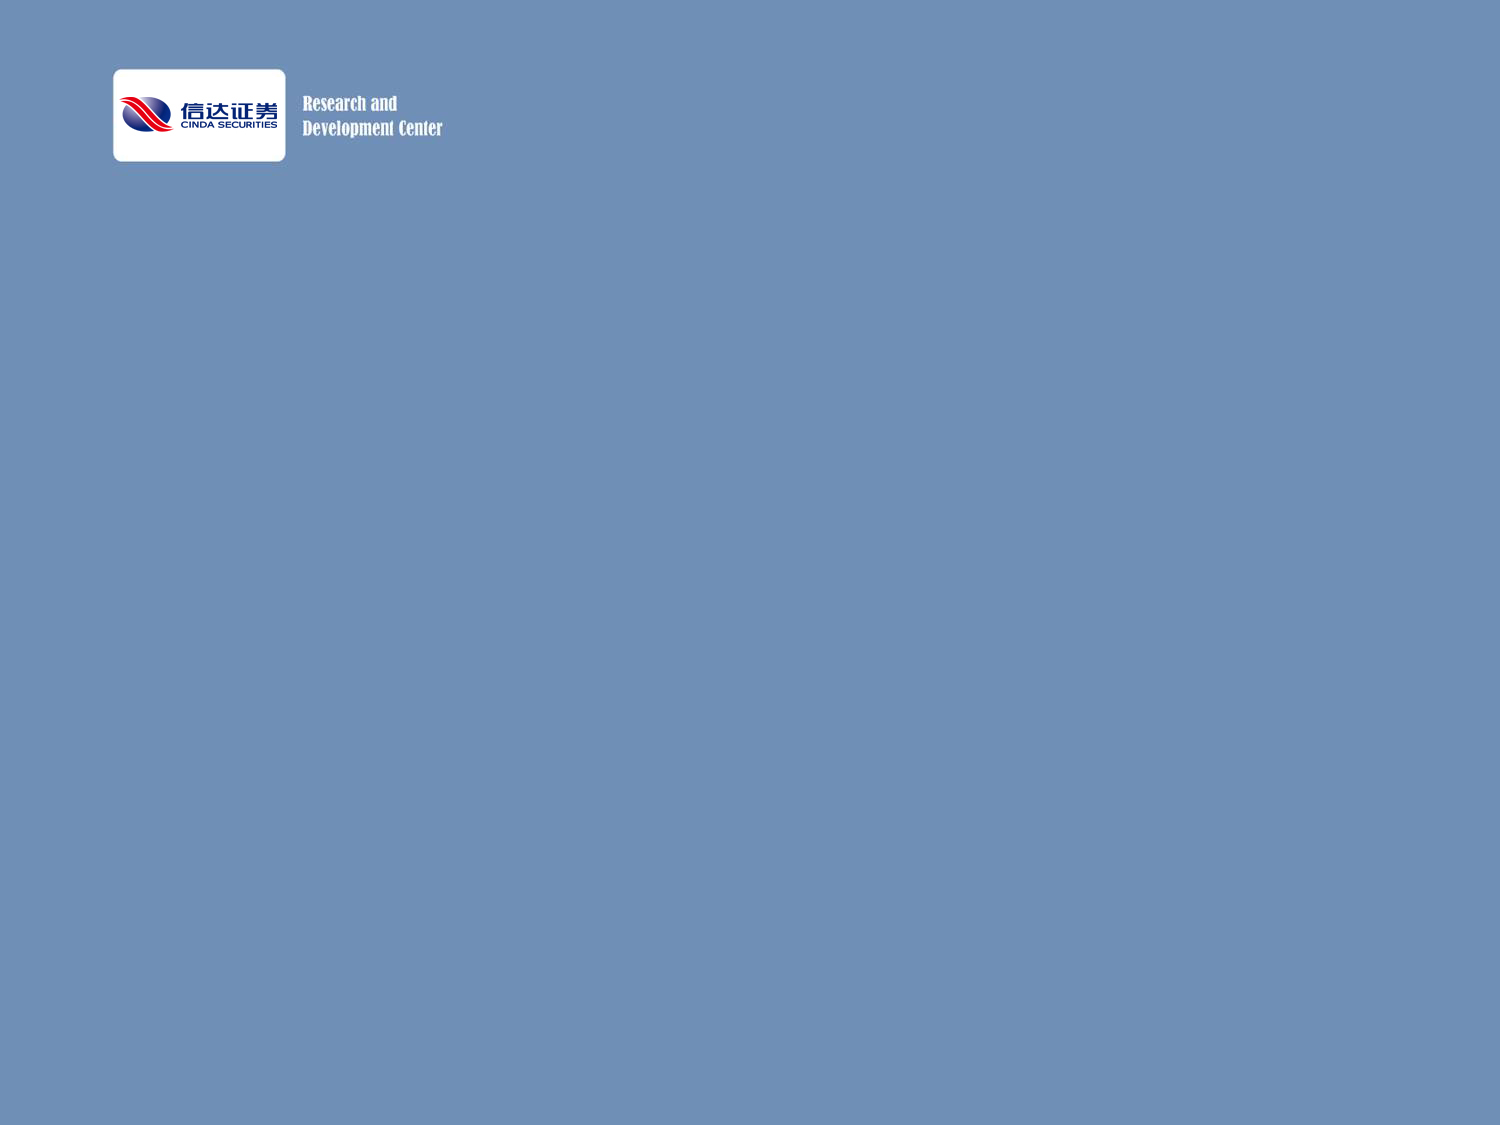 信达证券
CINDA SECURITIES
Research and
Development Center